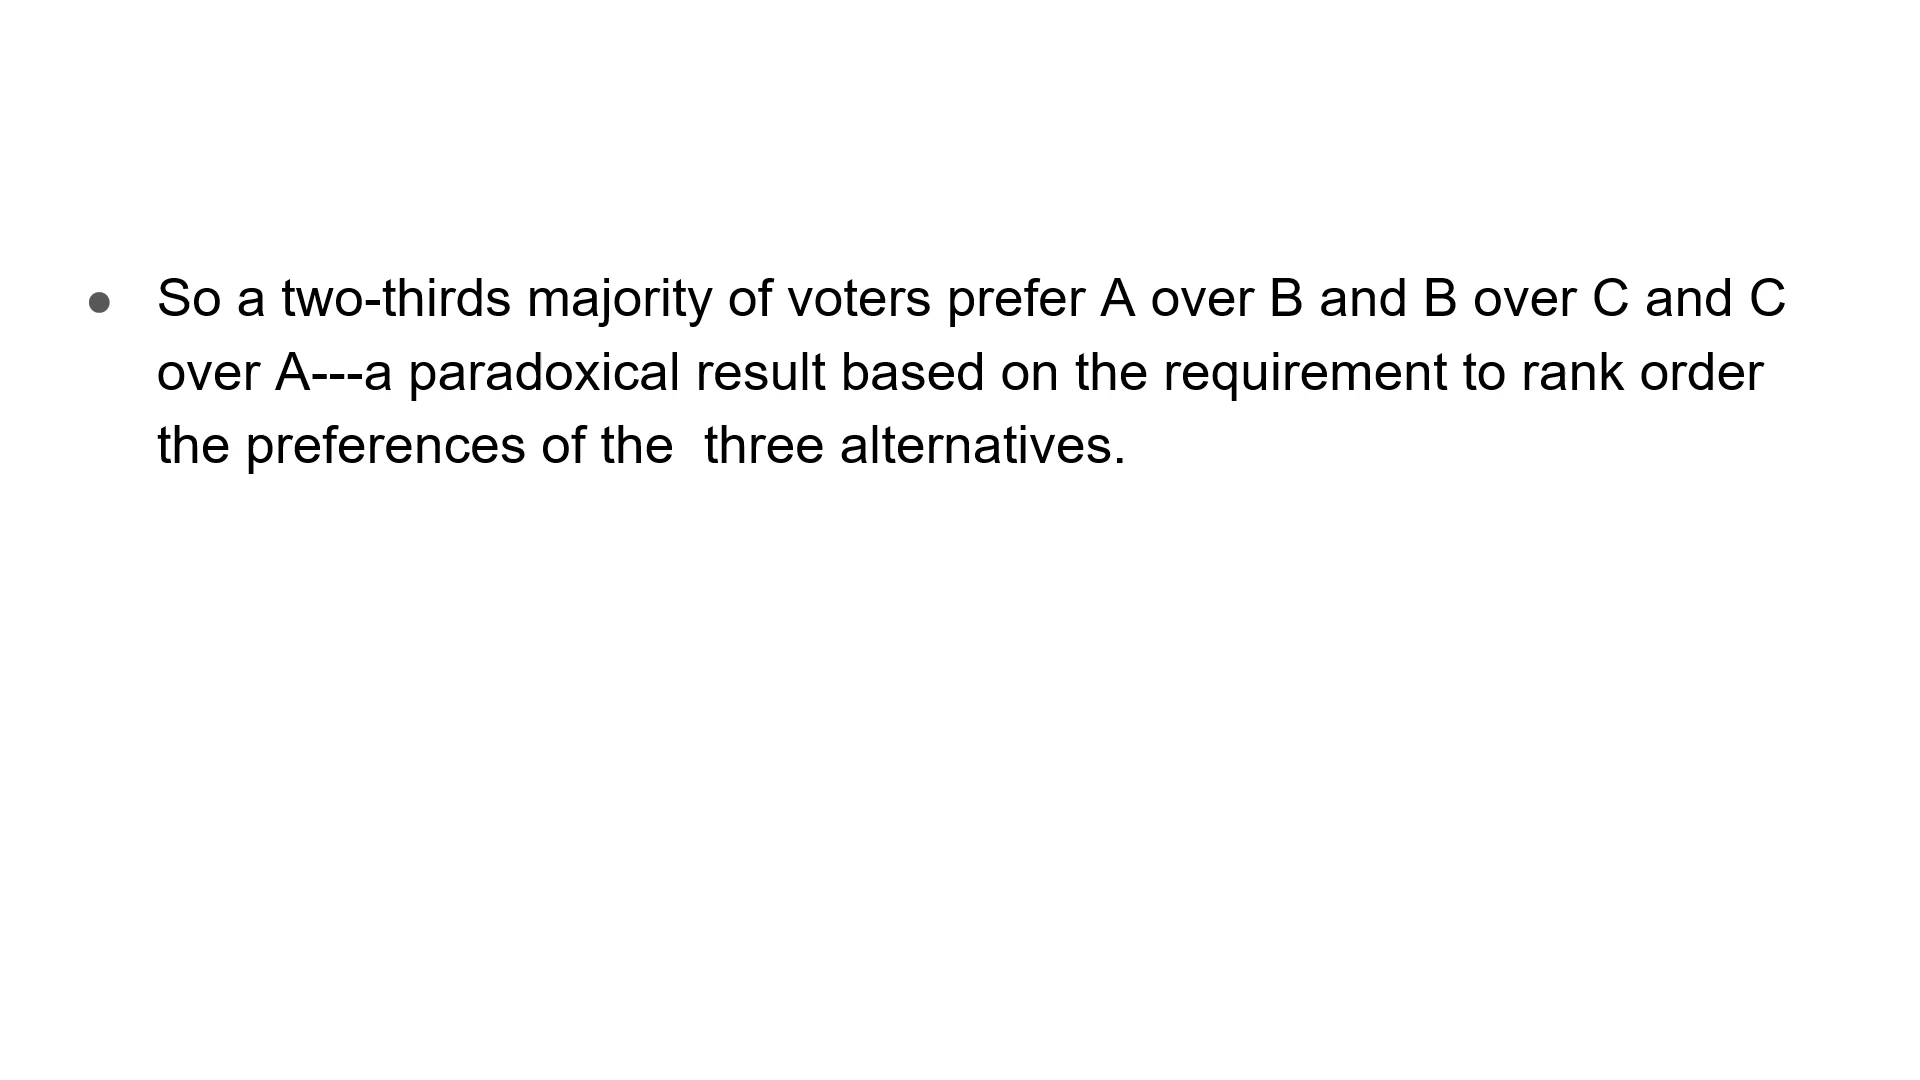 ● So a two-thirds majority of voters prefer A over B and B over C and C
over A---a paradoxical result based on the requirement to rank order
the preferences of the  three alternatives.